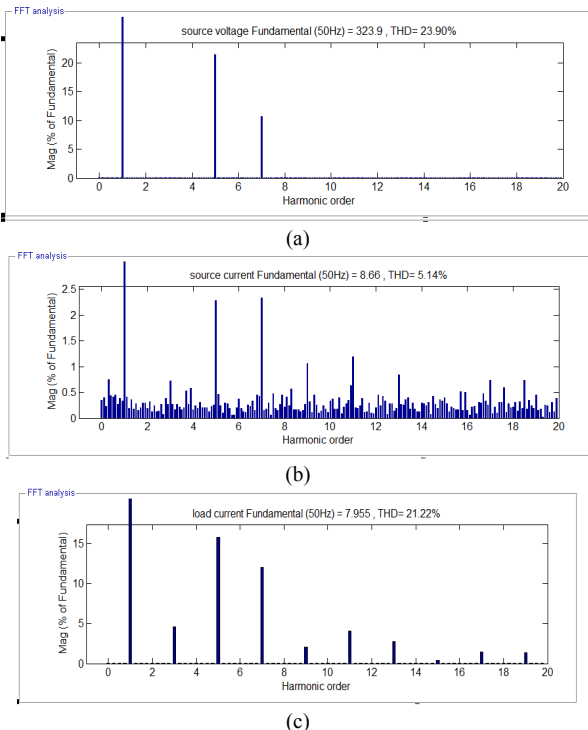 FFT analysis
source voltage Fundamental (50Hz) = 323.9 , THD= 23.90%
Mag (% of Fundamental)
20
15
10
5
0
0 2 4 6 8 10 12 14 16 18 20
Harmonic order
(a)
FFT analysis
source current Fundamental (50Hz) = 8.66 , THD= 5.14%
Mag (% of Fundamental)
2.5
2
1.5
1
0.5
0
0 2 4 6 8 10 12 14 16 18 20
Harmonic order
(b)
FFT analysis
load current Fundamental (50Hz) = 7.955 , THD= 21.22%
Mag (% of Fundamental)
15
10
5
0
0 2 4 6 8 10 12 14 16 18 20
Harmonic order
(c)